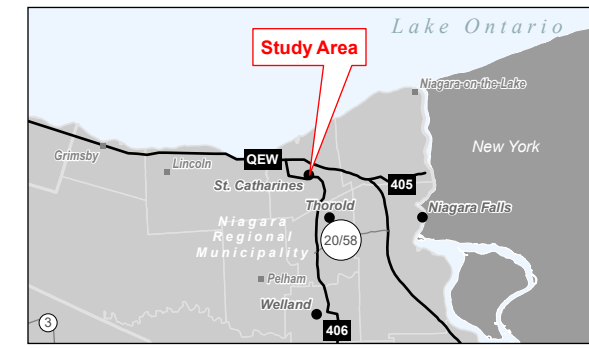 Lake Ontario
Study Area
Niagara-on-the-Lake
New York
Grimsby
Lincoln
QEW
St. Catharines
405
Thorold
Niagara Falls
Niagara
Regional
Municipality
20/58
Pelham
Welland
3
406